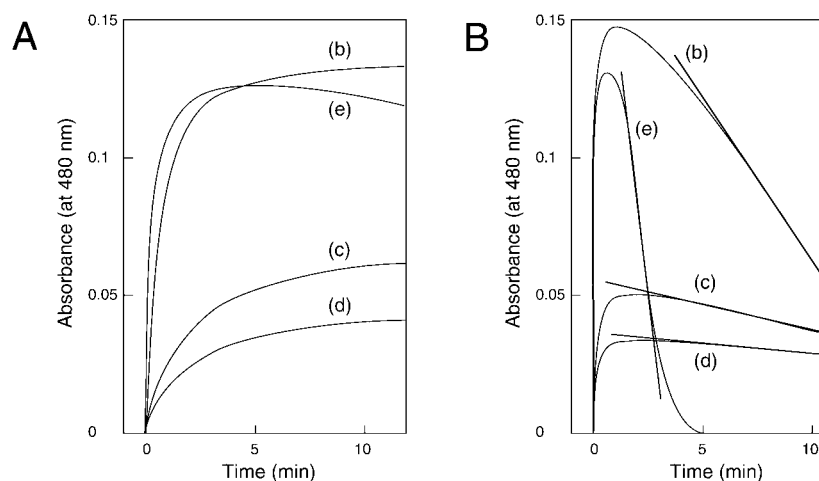 A
0.15
0.1
0.05
0
Absorbance (at 480 nm)
(b)
(e)
(c)
(d)
0
5
10
Time (min)
B
0.15
0.1
0.05
0
Absorbance (at 480 nm)
(b)
(e)
(c)
(d)
0
5
10
Time (min)